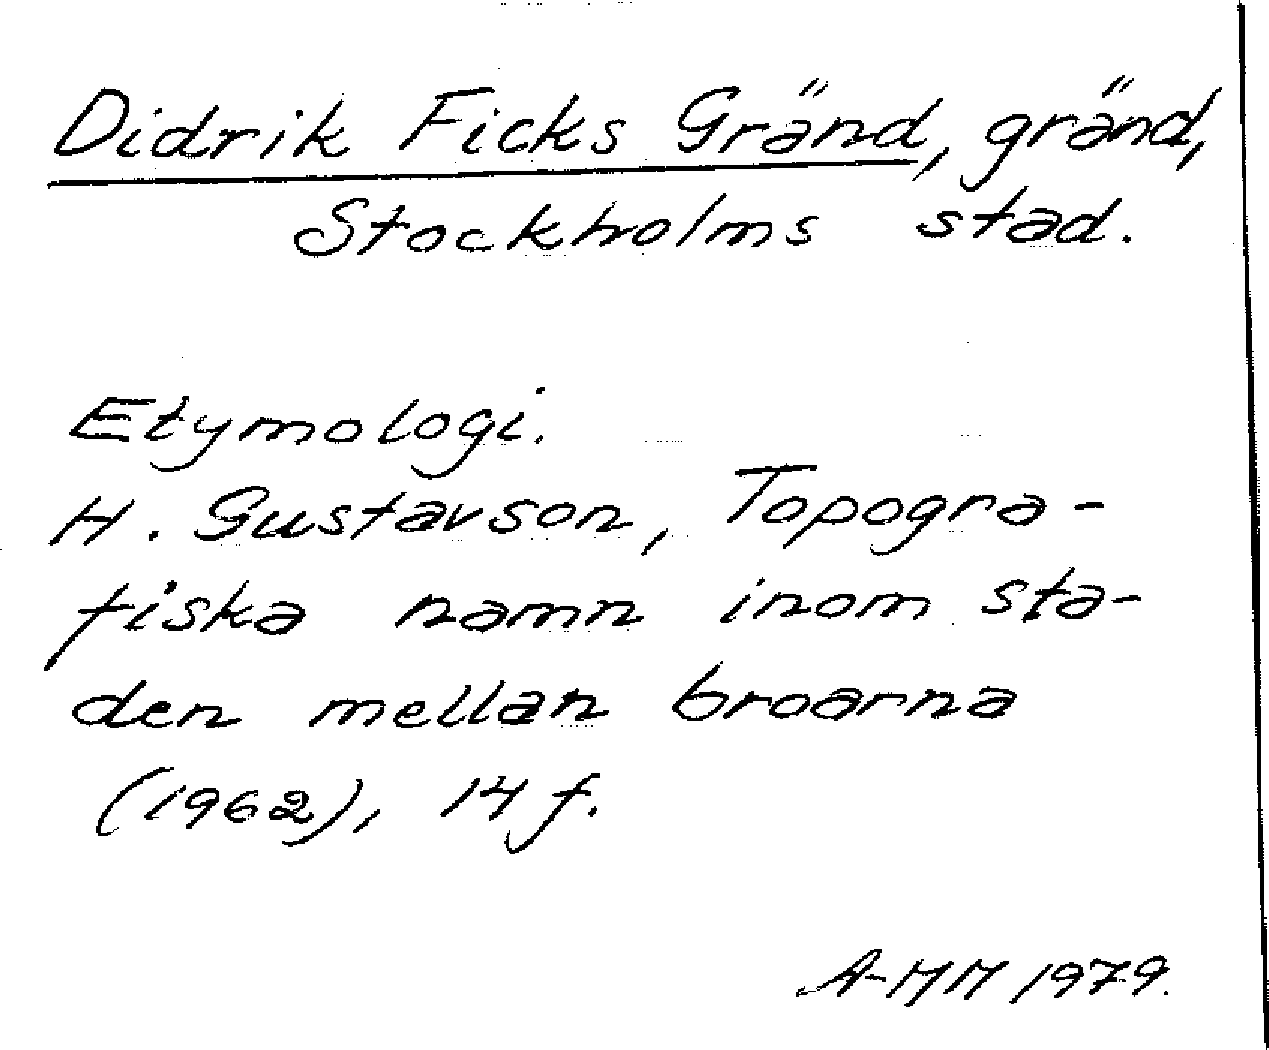 Didrik Ficks Gränd, gränd,
Stockholms stad.
Etymologi.
H. Gustavson, Topogra-
fiska namn inom sta-
den mellan broarna
(1962), 14 f.
A-MM 1979.